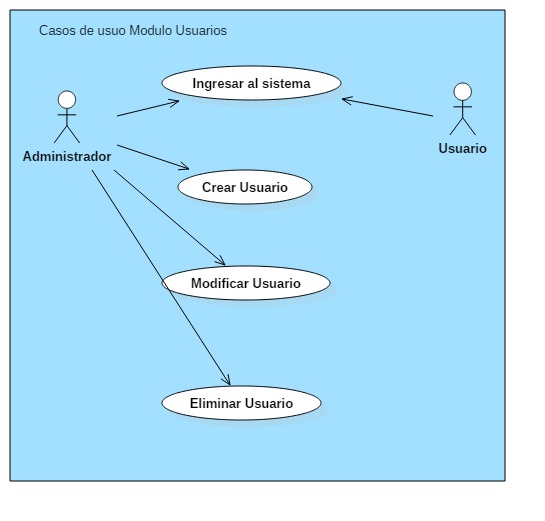 Casos de usuo Modulo Usuarios
Ingresar al sistema
Administrador
Usuario
Crear Usuario
Modificar Usuario
Eliminar Usuario